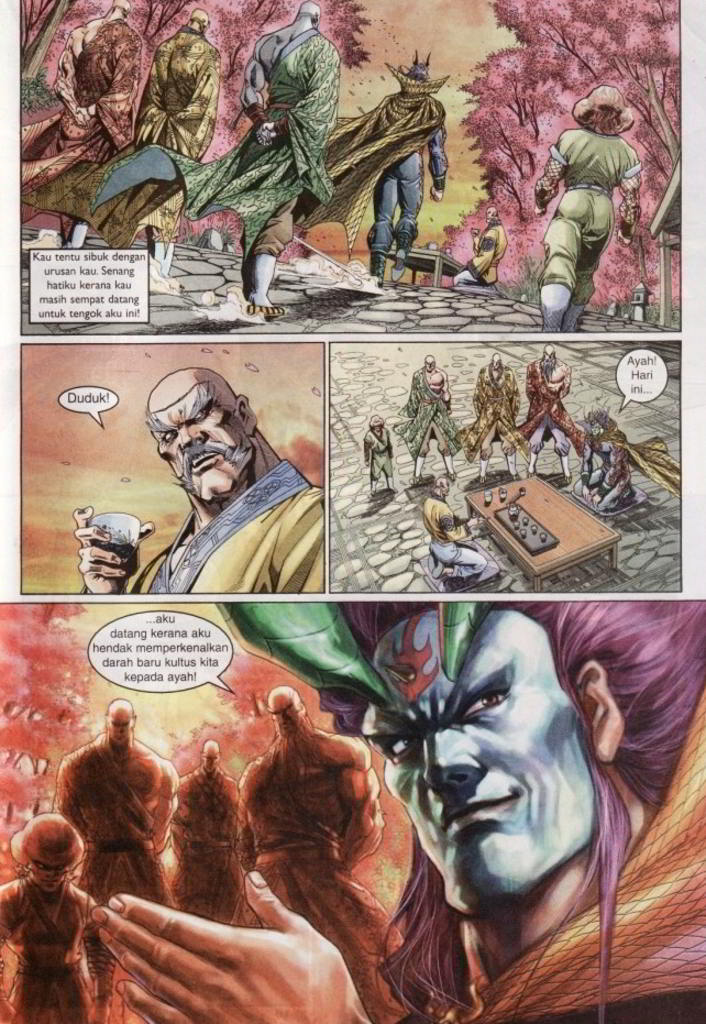 Kau tentu sibuk dengan
urusan kau. Senang
hatiku kerana kau
masih sempat datang
untuk tengok aku ini!
Duduk!
Ayah!
Hari
ini...
...aku
datang kerana aku
hendak memperkenalkan
darah baru kultus kita
kepada ayah!